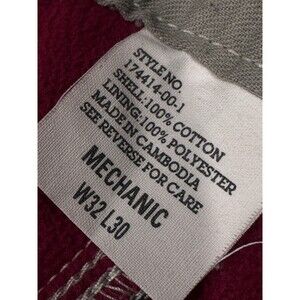 STYLE NO.
174414-00-1
SHELL: 100% COTTON
LINING: 100% POLYESTER
MADE IN CAMBODIA
SEE REVERSE FOR CARE
MECHANIC
W32 L30